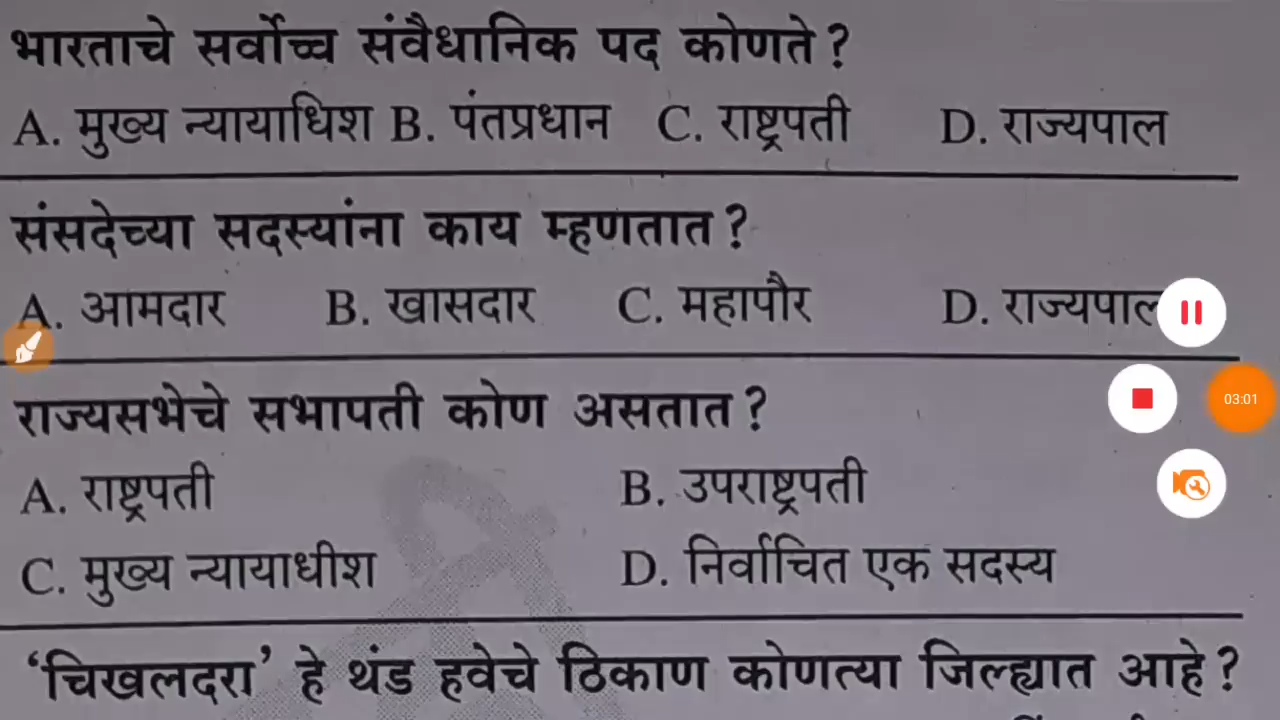 भारताचे सर्वोच्च संवैधानिक पद कोणते?
A. मुख्य न्यायाधिश B. पंतप्रधान C. राष्ट्रपती D. राज्यपाल
संसदेच्या सदस्यांना काय म्हणतात?
A. आमदार B. खासदार C. महापौर D. राज्यपाल
03:01
राज्यसभेचे सभापती कोण असतात?
A. राष्ट्रपती B. उपराष्ट्रपती
C. मुख्य न्यायाधीश D. निर्वाचित एक सदस्य
‘चिखलदरा’ हे थंड हवेचे ठिकाण कोणत्या जिल्ह्यात आहे?